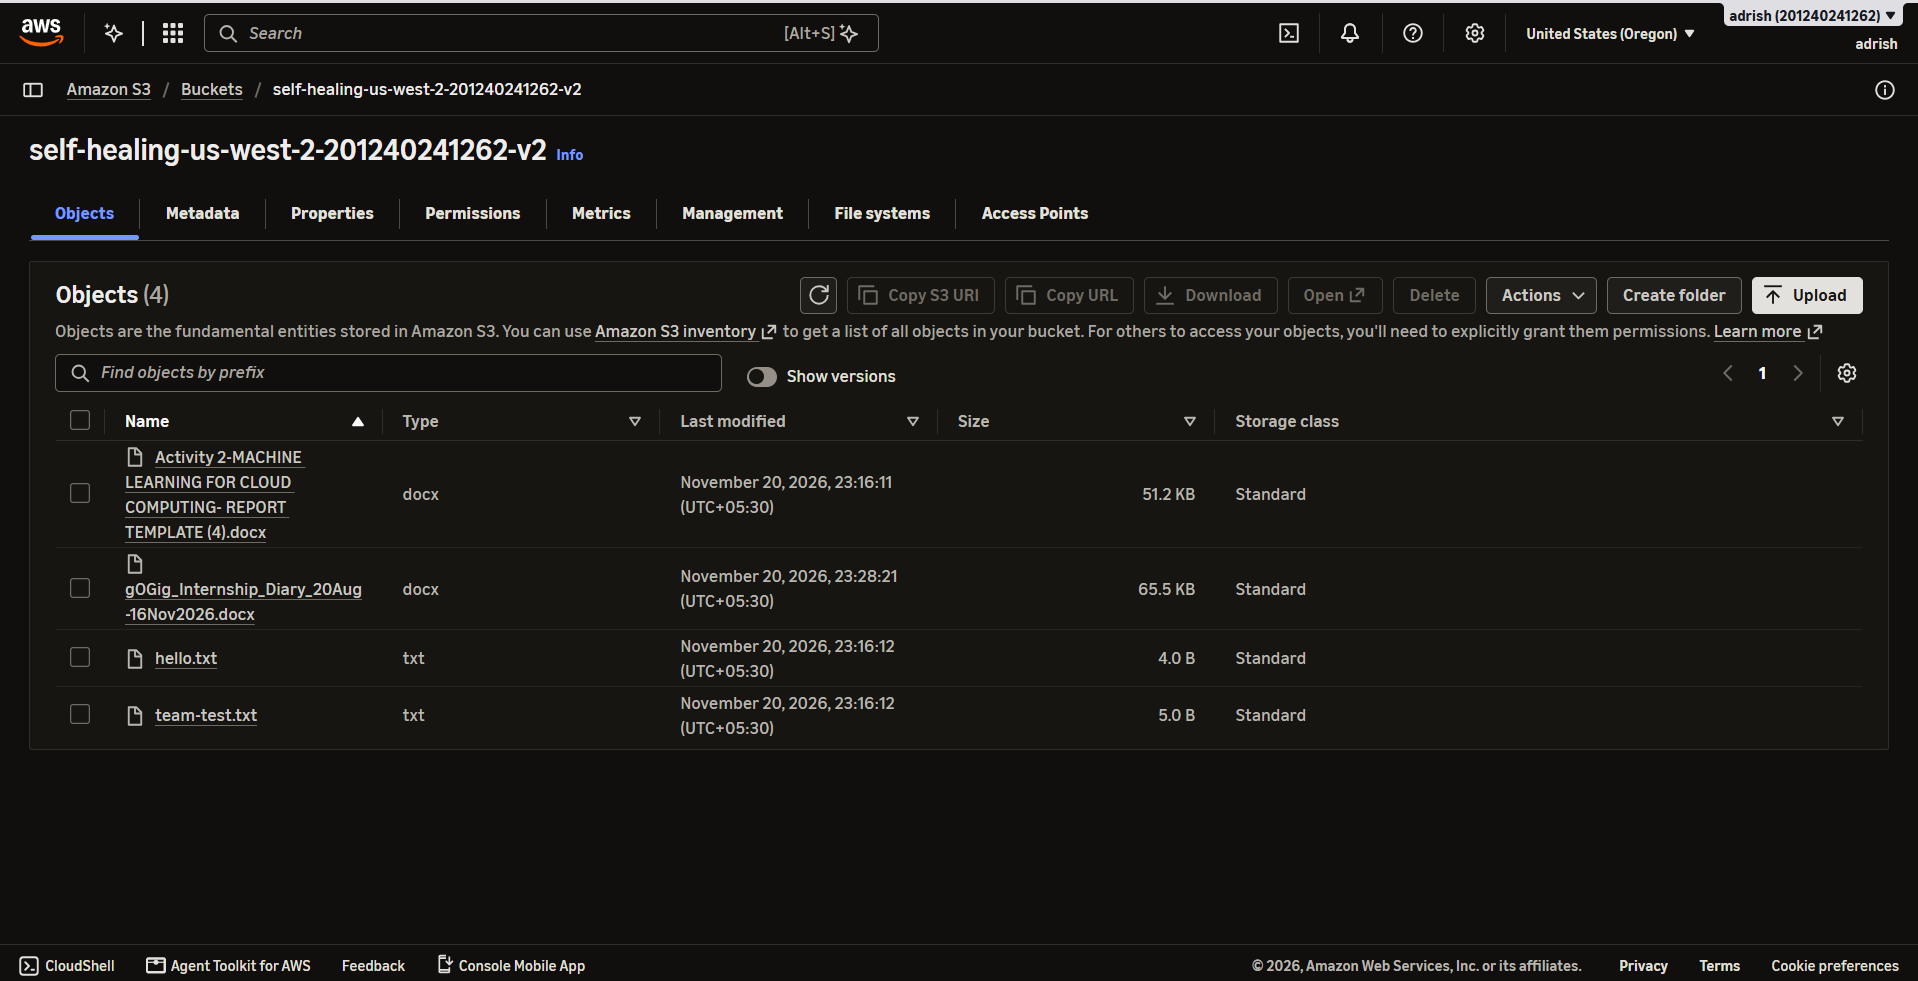 aws
Search [Alt+S]
United States (Oregon)
adrish (201240241262)
adrish
Amazon S3 / Buckets / self-healing-us-west-2-201240241262-v2
self-healing-us-west-2-201240241262-v2 Info
Objects Metadata Properties Permissions Metrics Management File systems Access Points
Objects (4)
Copy S3 URI Copy URL Download Open Delete Actions Create folder Upload
Objects are the fundamental entities stored in Amazon S3. You can use Amazon S3 inventory to get a list of all objects in your bucket. For others to access your objects, you'll need to explicitly grant them permissions. Learn more
Find objects by prefix
Show versions
1
Name Type Last modified Size Storage class
Activity 2-MACHINE
LEARNING FOR CLOUD
COMPUTING- REPORT
TEMPLATE (4).docx
docx
November 20, 2026, 23:16:11
(UTC+05:30)
51.2 KB
Standard
gOGig_Internship_Diary_20Aug
-16Nov2026.docx
docx
November 20, 2026, 23:28:21
(UTC+05:30)
65.5 KB
Standard
hello.txt
txt
November 20, 2026, 23:16:12
(UTC+05:30)
4.0 B
Standard
team-test.txt
txt
November 20, 2026, 23:16:12
(UTC+05:30)
5.0 B
Standard
CloudShell Agent Toolkit for AWS Feedback Console Mobile App
© 2026, Amazon Web Services, Inc. or its affiliates. Privacy Terms Cookie preferences